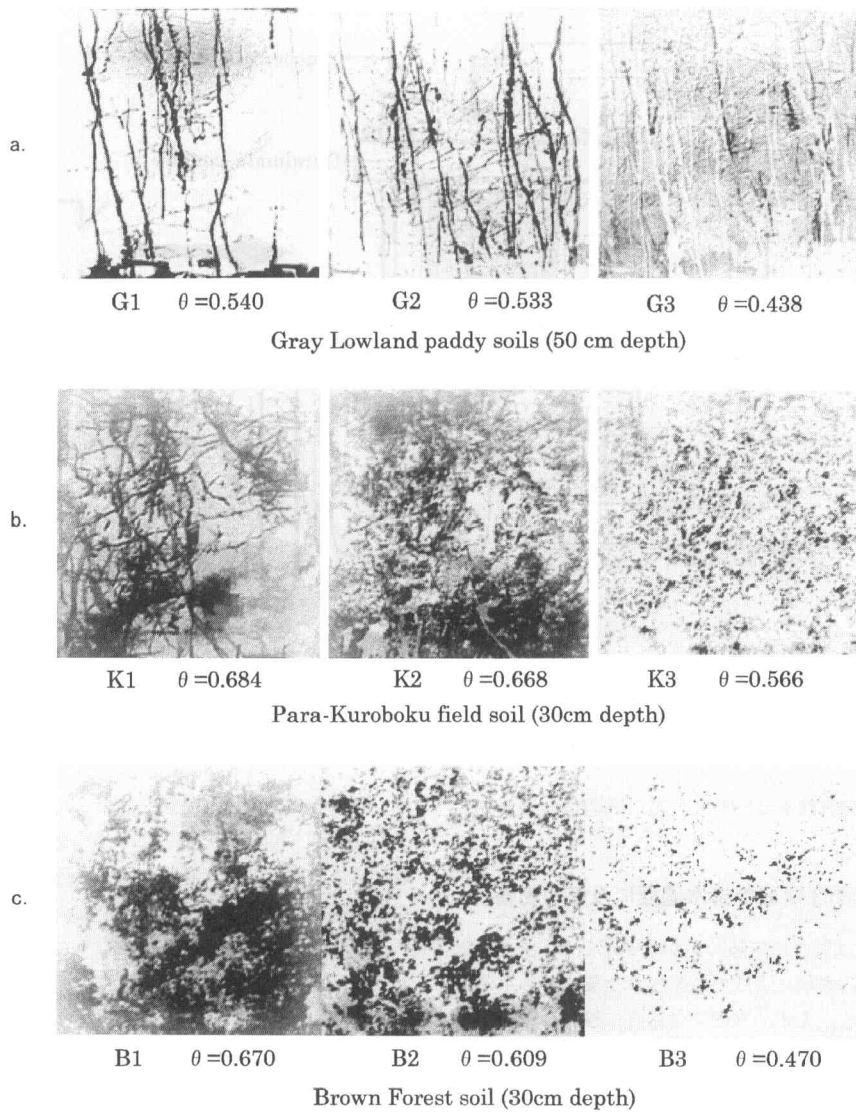 a.
G1 θ=0.540 G2 θ=0.533 G3 θ=0.438
Gray Lowland paddy soils (50 cm depth)
b.
K1 θ=0.684 K2 θ=0.668 K3 θ=0.566
Para-Kuroboku field soil (30cm depth)
c.
B1 θ=0.670 B2 θ=0.609 B3 θ=0.470
Brown Forest soil (30cm depth)